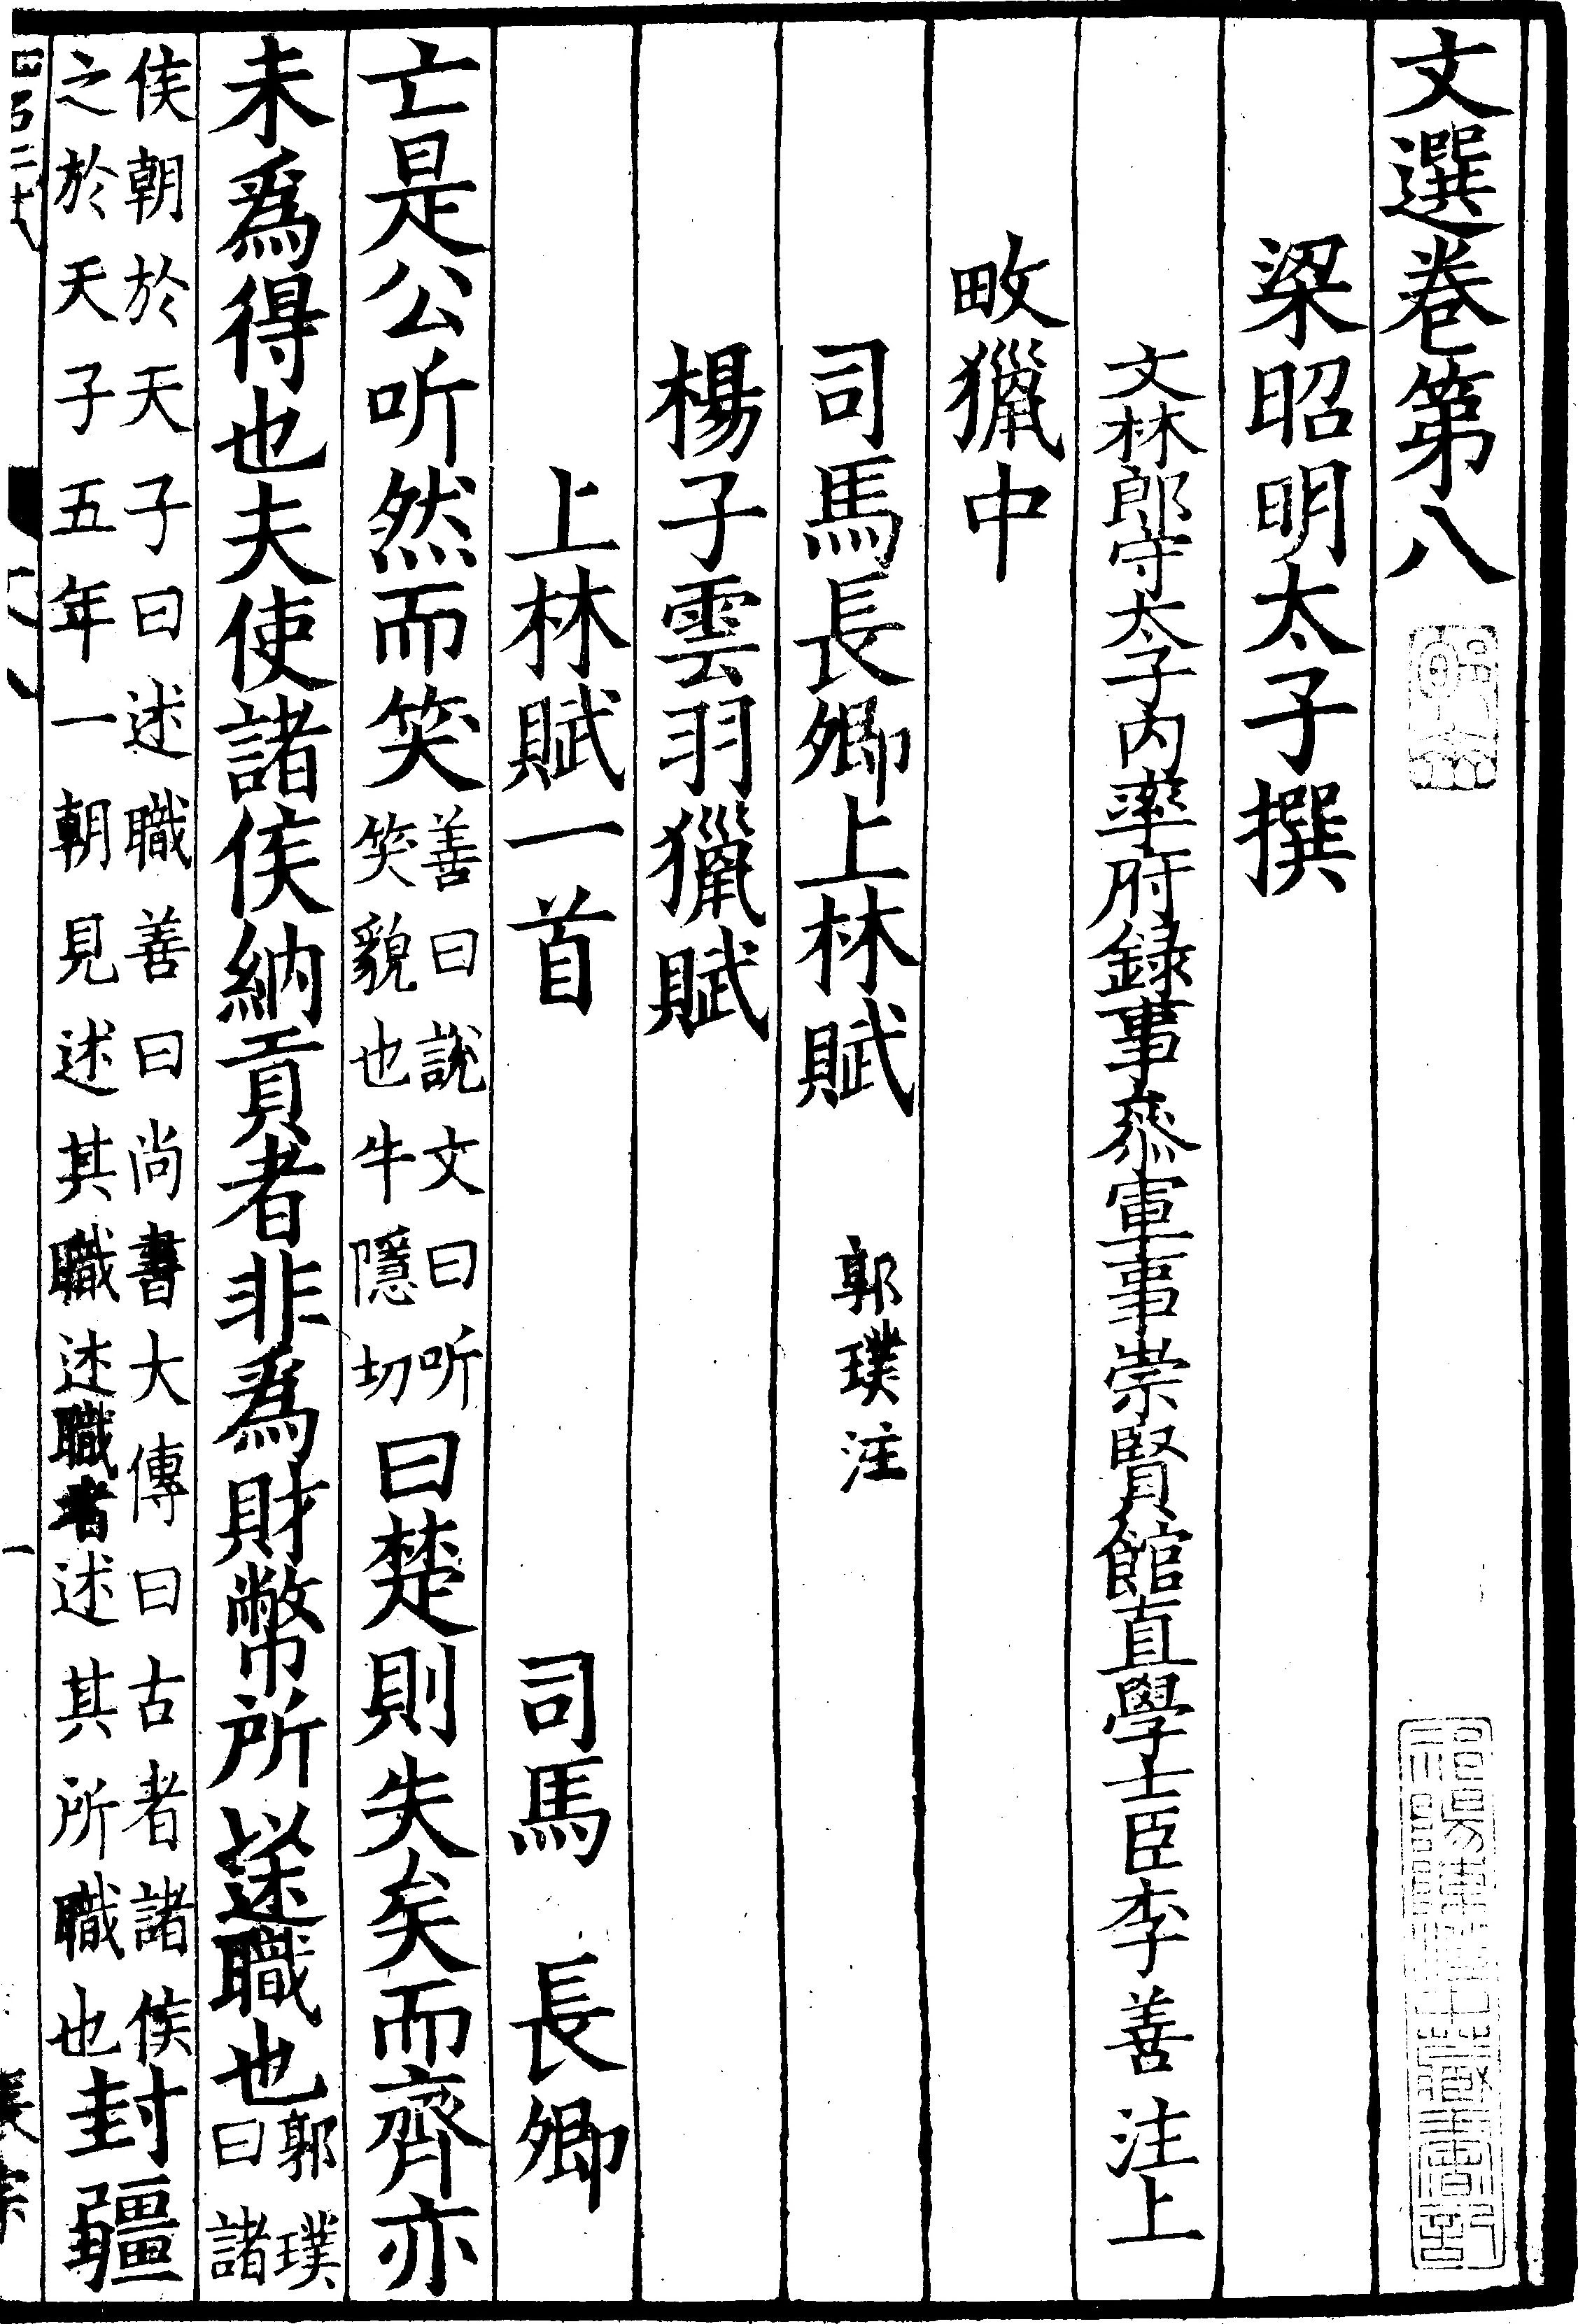 文選卷第八
梁昭明太子撰
文林郎守太子內率府錄事叅軍事崇賢館直學士臣李善注上
畋獵中
司馬長卿上林賦 郭璞注
楊子雲羽獵賦
上林賦一首 司馬長卿
亡是公听然而笑
善曰說文曰听
笑貌也牛隱切
曰楚則失矣而齊亦
未爲得也夫使諸侯納貢者非爲財幣所以述職也
郭璞
曰諸
侯朝於天子曰述職善曰尚書大傳曰古者諸侯
之於天子五年一朝見述其職述職者述其所職也
封疆